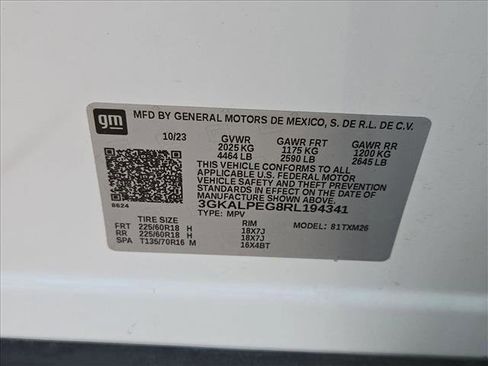 gm
MFD BY GENERAL MOTORS DE MEXICO, S. DE R.L. DE C.V.
10/23 GVWR GAWR FRT GAWR RR
2025 KG 1175 KG 1200 KG
4464 LB 2590 LB 2645 LB
THIS VEHICLE CONFORMS TO ALL
APPLICABLE U.S. FEDERAL MOTOR
VEHICLE SAFETY AND THEFT PREVENTION
STANDARDS IN EFFECT ON THE DATE
OF MANUFACTURE SHOWN ABOVE.
8624 3GKALPEG8RL194341
TYPE: MPV MODEL: 81TXM26
TIRE SIZE RIM
FRT 225/60R18 H 18X7J
RR 225/60R18 H 18X7J
SPA T135/70R16 M 16X4BT